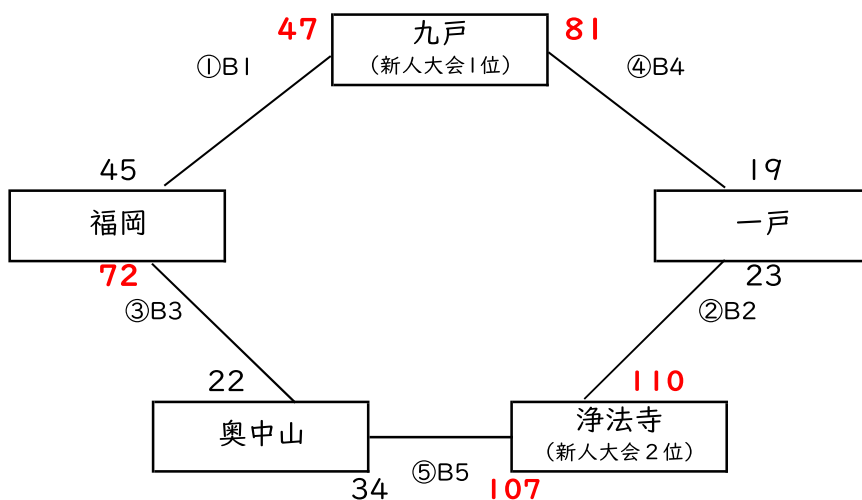 47
九戸
(新人大会1位)
81
①B1
④B4
45
19
福岡
一戸
72
23
③B3
②B2
22
110
奥中山
浄法寺
(新人大会2位)
34
⑤B5
107